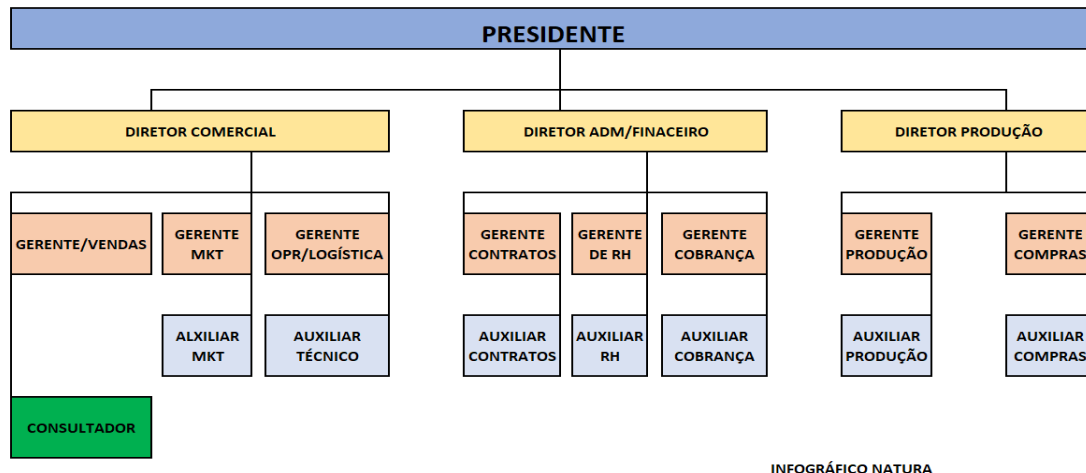 PRESIDENTE
DIRETOR COMERCIAL
DIRETOR ADM/FINACEIRO
DIRETOR PRODUÇÃO
GERENTE/VENDAS
GERENTE
MKT
GERENTE
OPR/LOGÍSTICA
GERENTE
CONTRATOS
GERENTE
DE RH
GERENTE
COBRANÇA
GERENTE
PRODUÇÃO
GERENTE
COMPRAS
ALXILIAR
MKT
AUXILIAR
TÉCNICO
AUXILIAR
CONTRATOS
AUXILIAR
RH
AUXILIAR
COBRANÇA
AUXILIAR
PRODUÇÃO
AUXILIAR
COMPRAS
CONSULTADOR
INFOGRÁFICO NATURA